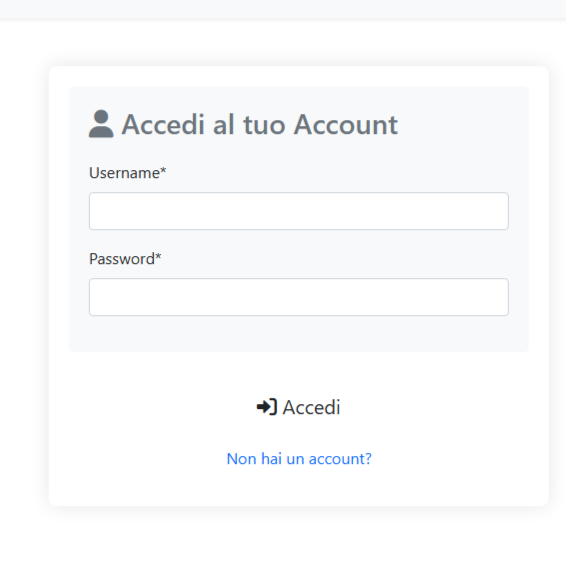 Accedi al tuo Account
Username*
Password*
Accedi
Non hai un account?